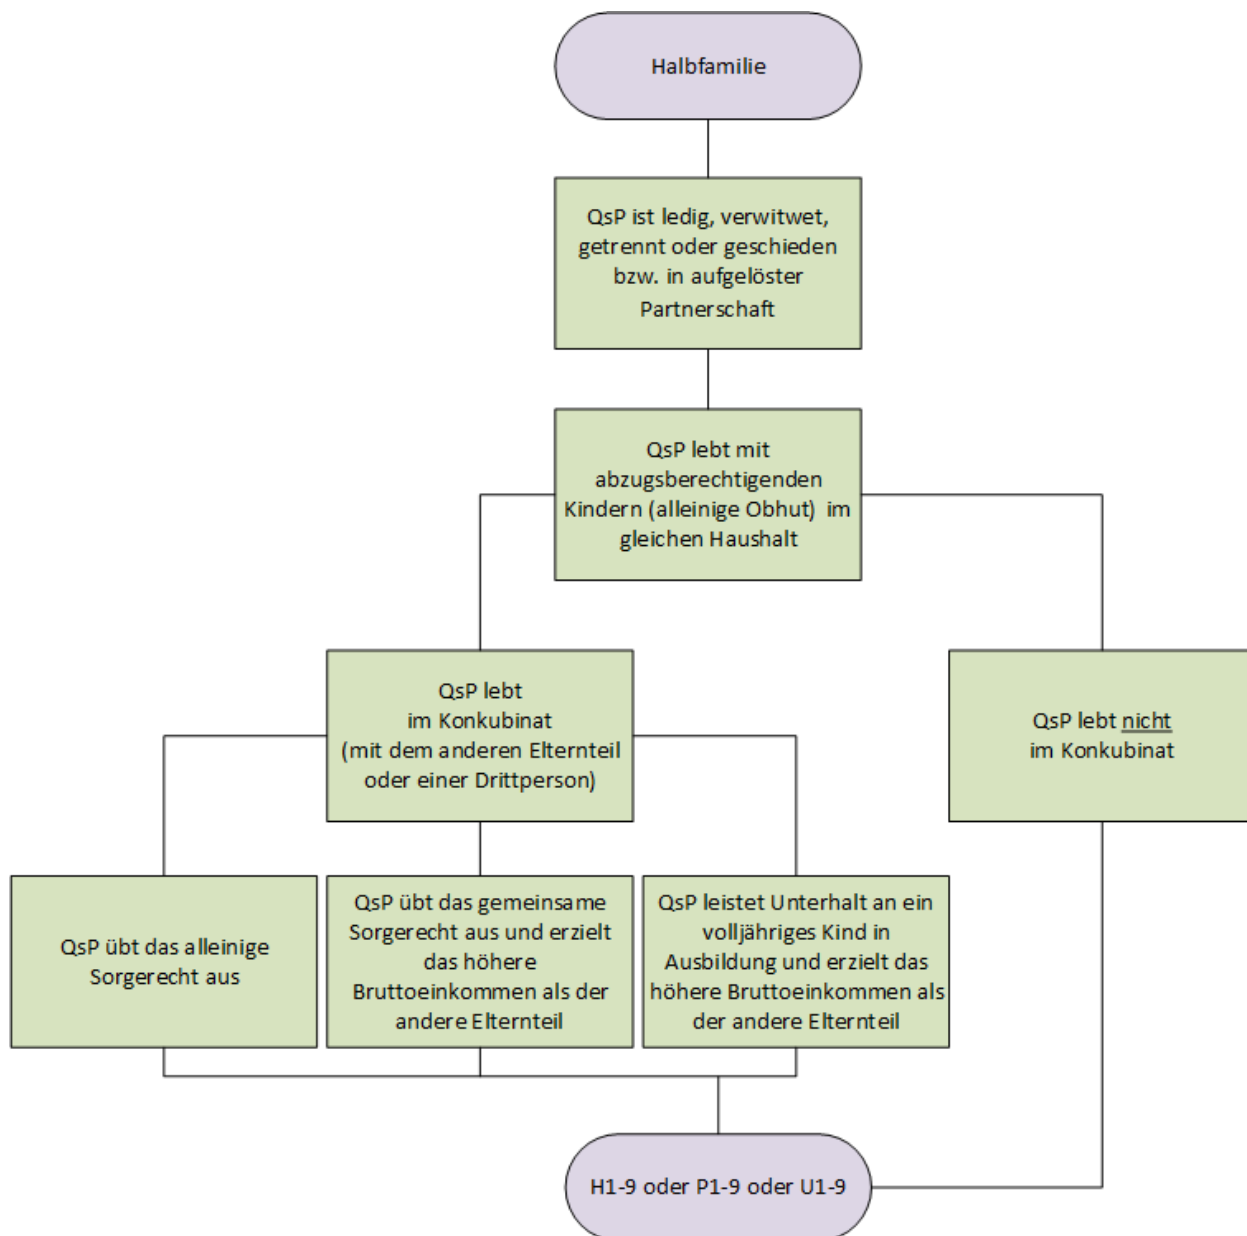 Halbfamilie
QsP ist ledig, verwitwet,
getrennt oder geschieden
bzw. in aufgelöster
Partnerschaft
QsP lebt mit
abzugsberechtigenden
Kindern (alleinige Obhut) im
gleichen Haushalt
QsP lebt
im Konkubinat
(mit dem anderen Elternteil
oder einer Drittperson)
QsP lebt nicht
im Konkubinat
QsP übt das alleinige
Sorgerecht aus
QsP übt das gemeinsame
Sorgerecht aus und erzielt
das höhere
Bruttoeinkommen als der
andere Elternteil
QsP leistet Unterhalt an ein
volljähriges Kind in
Ausbildung und erzielt das
höhere Bruttoeinkommen als
der andere Elternteil
H1-9 oder P1-9 oder U1-9